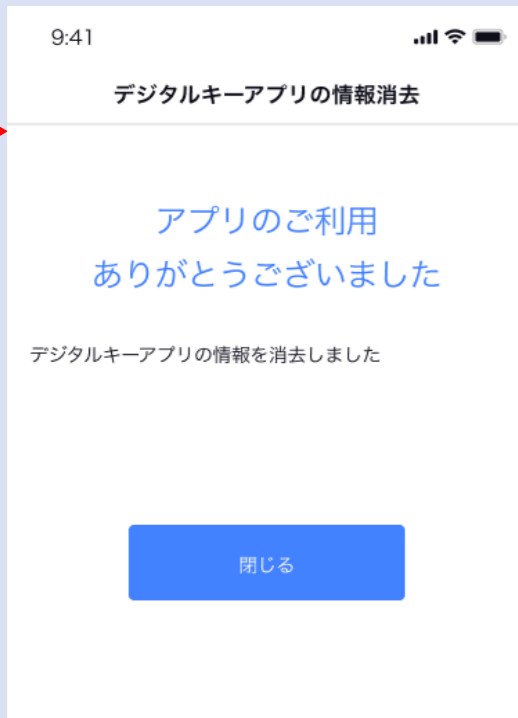 9:41
デジタルキーアプリの情報消去
アプリのご利用
ありがとうございました
デジタルキーアプリの情報を消去しました
閉じる